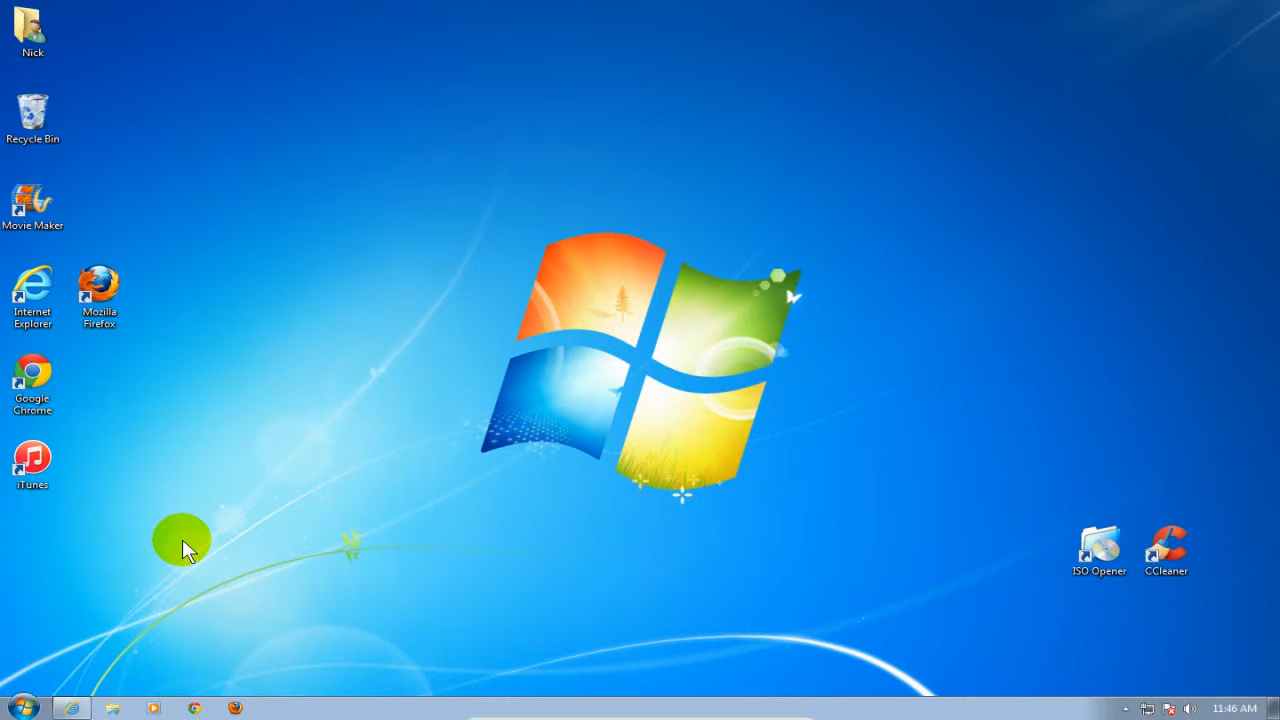 Nick
Recycle Bin
Movie Maker
Internet
Explorer
Mozilla
Firefox
Google
Chrome
iTunes
ISO Opener
CCleaner
11:46 AM